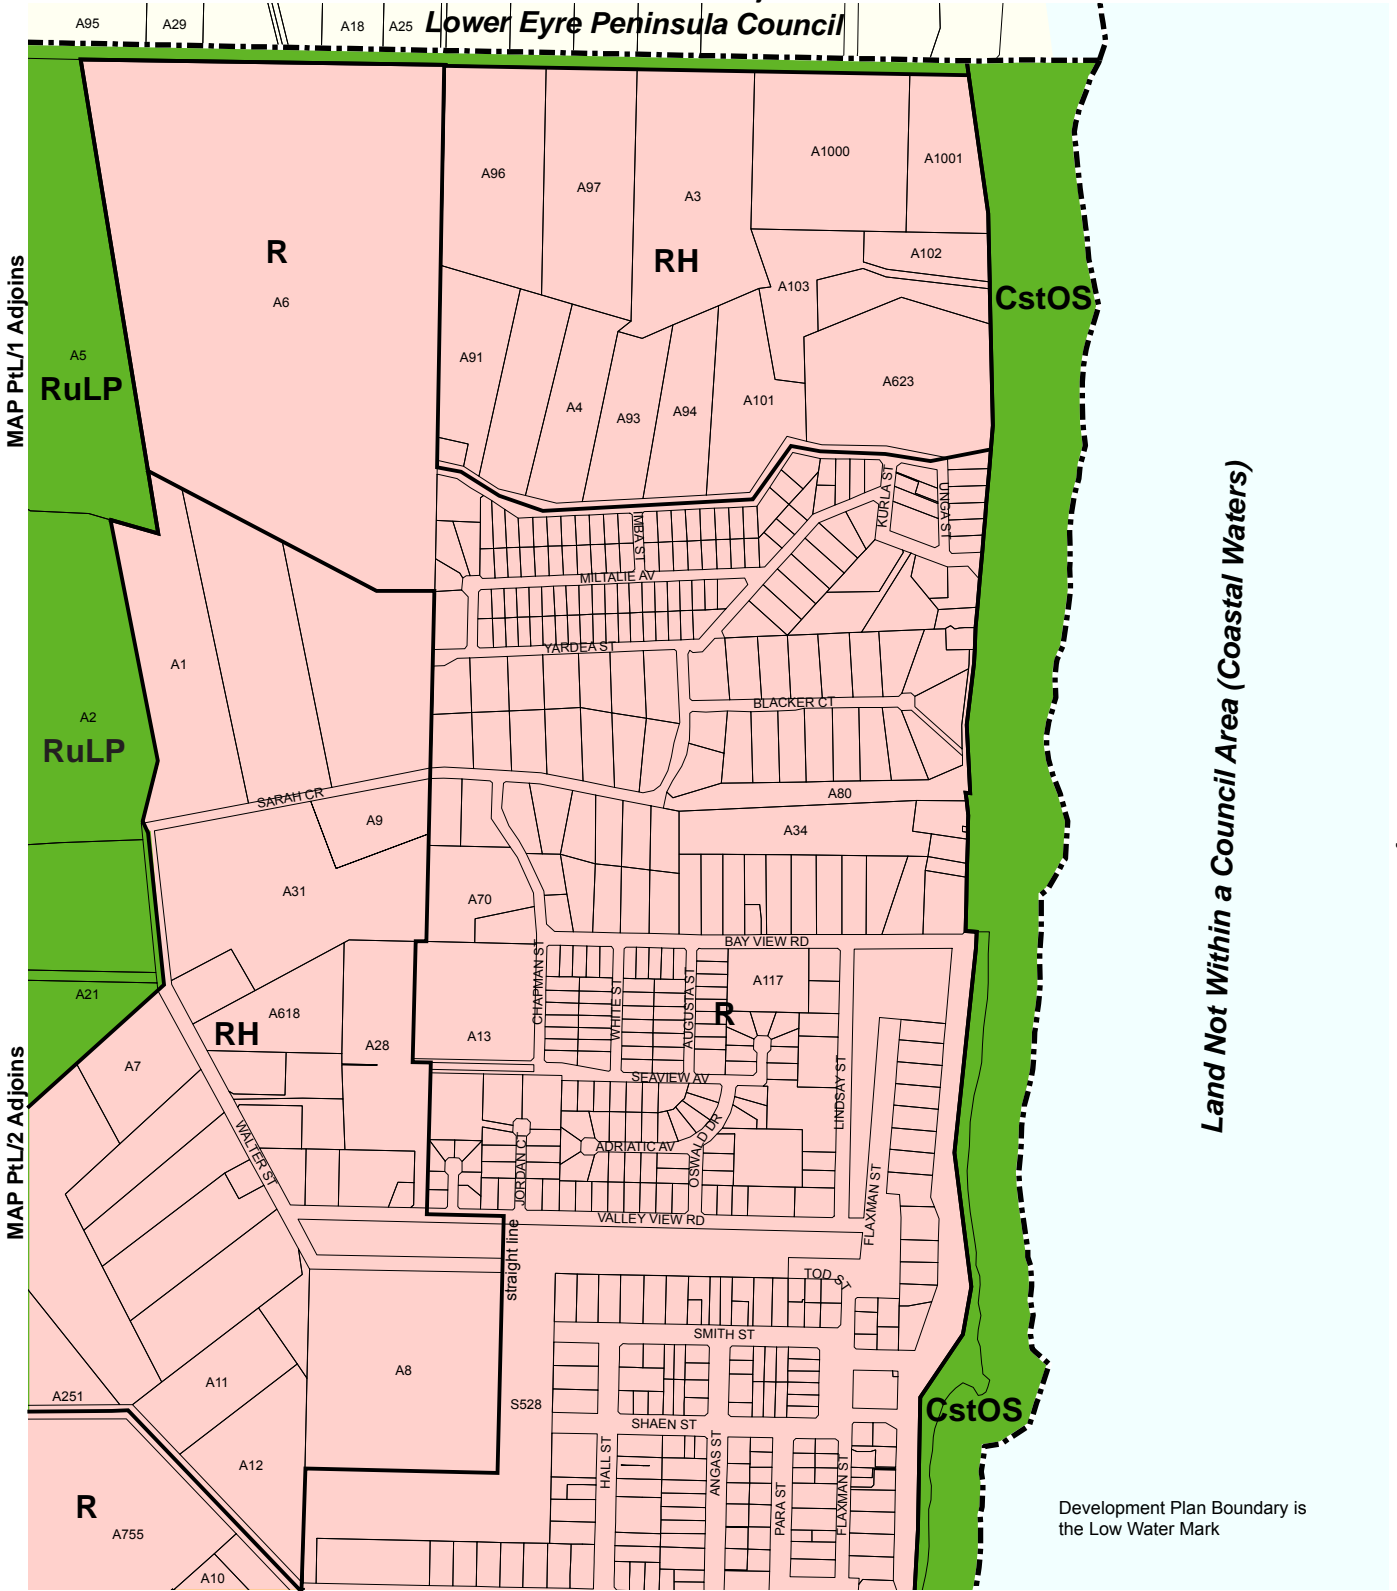 A95
A29
A18
A25
Lower Eyre Peninsula Council
A96
A97
A3
A1000
A1001
R
RH
A102
A6
A103
CstOS
MAP PtL/1 Adjoins
A5
RuLP
A91
A4
A93
A94
A101
A623
KURLA ST
UNGA ST
IMBA ST
MILTALIE AV
YARDEA ST
A1
A2
RuLP
BLACKER CT
SARAH CR
A80
A9
A34
Land Not Within a Council Area (Coastal Waters)
A31
A70
BAY VIEW RD
CHAPMAN ST
WHITE ST
AUGUSTA ST
A117
A21
A618
RH
A28
A13
R
A7
SEAVIEW AV
LINDSAY ST
MAP PtL/2 Adjoins
WALTER ST
JORDAN CT
ADRIATIC AV
OSWALD DR
FLAXMAN ST
VALLEY VIEW RD
straight line
TOD ST
SMITH ST
A8
A11
A251
S528
CstOS
SHAEN ST
HALL ST
ANGAS ST
PARA ST
FLAXMAN ST
A12
R
A755
A10
Development Plan Boundary is
the Low Water Mark